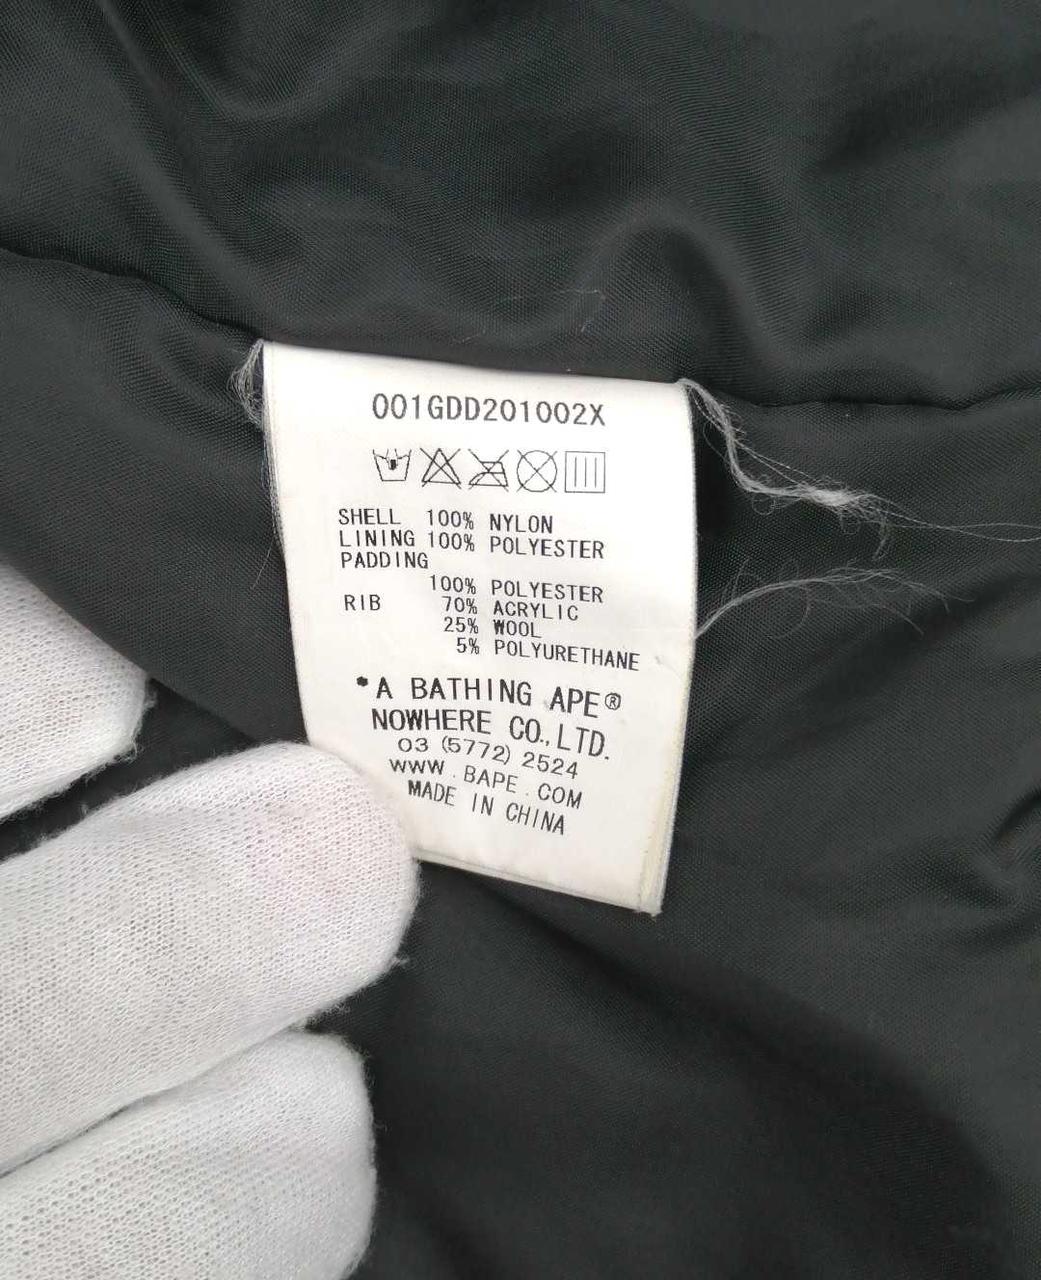 001GDD201002X
SHELL 100% NYLON
LINING 100% POLYESTER
PADDING
100% POLYESTER
RIB 70% ACRYLIC
25% WOOL
5% POLYURETHANE
*A BATHING APE®
NOWHERE CO.,LTD.
03 (5772) 2524
WWW.BAPE.COM
MADE IN CHINA